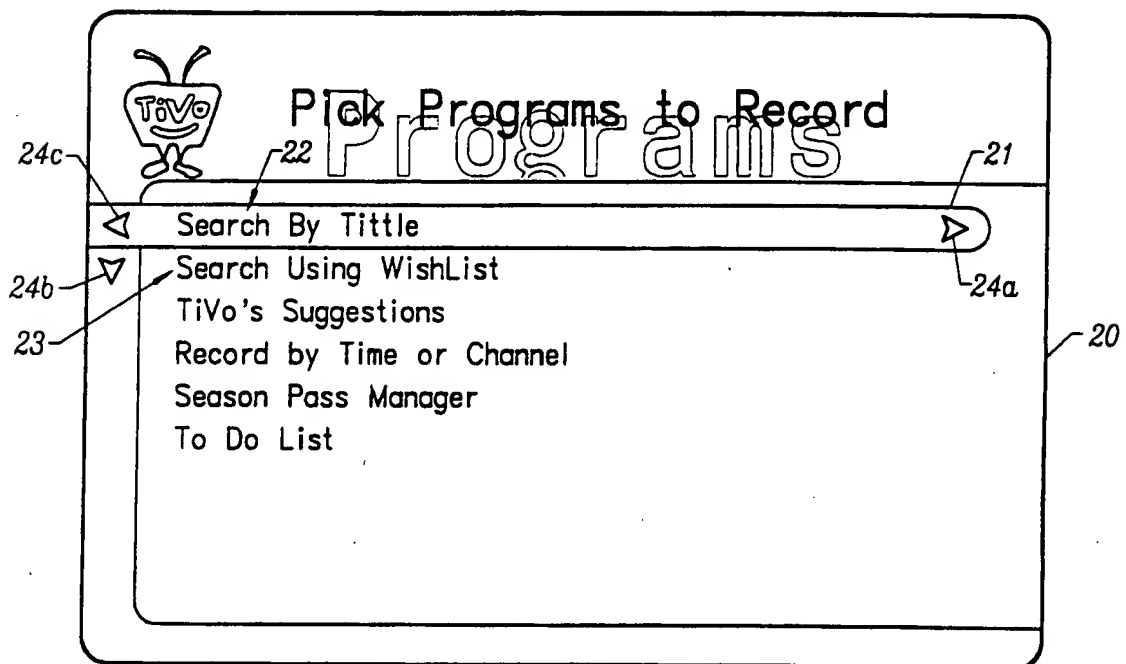 TiVo
Pick Programs to Record
Programs
24c
22
21
Search By Tittle
24b
Search Using WishList
24a
23
TiVo's Suggestions
20
Record by Time or Channel
Season Pass Manager
To Do List